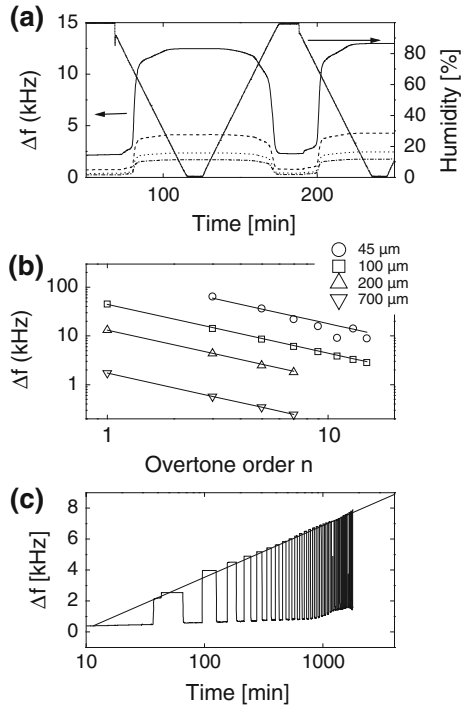 (a)
15
10
5
0
Δf (kHz)
80
60
40
20
0
Humidity [%]
100
200
Time [min]
45 µm
100 µm
200 µm
700 µm
(b)
100
10
1
Δf (kHz)
1
10
Overtone order n
(c)
8
6
4
2
0
Δf [kHz]
10
100
1000
Time [min]